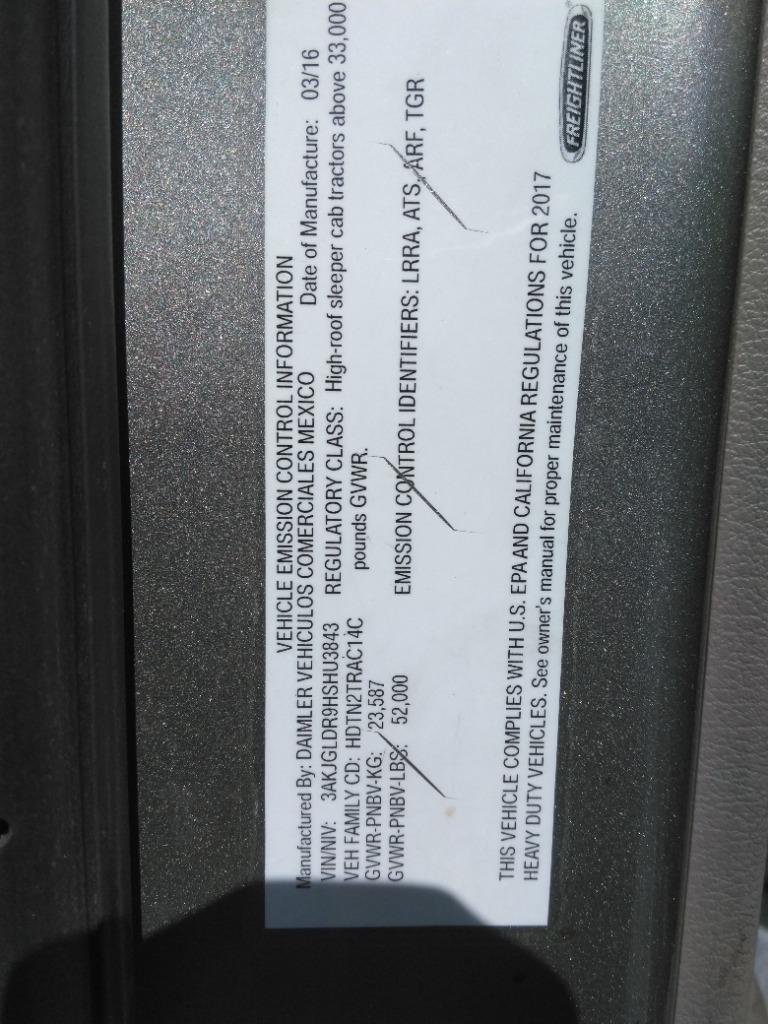 VEHICLE EMISSION CONTROL INFORMATION
Manufactured By: DAIMLER VEHICULOS COMERCIALES MEXICO Date of Manufacture: 03/16
VIN/NIV: 3AKJGLDR9HSHU3843 REGULATORY CLASS: High-roof sleeper cab tractors above 33,000
VEH FAMILY CD: HDTN2TRAC14C pounds GVWR.
GVWR-PNBV-KG: 23,587
GVWR-PNBV-LBS: 52,000 EMISSION CONTROL IDENTIFIERS: LRRA, ATS, ARF, TGR
THIS VEHICLE COMPLIES WITH U.S. EPA AND CALIFORNIA REGULATIONS FOR 2017
HEAVY DUTY VEHICLES. See owner's manual for proper maintenance of this vehicle.
FREIGHTLINER